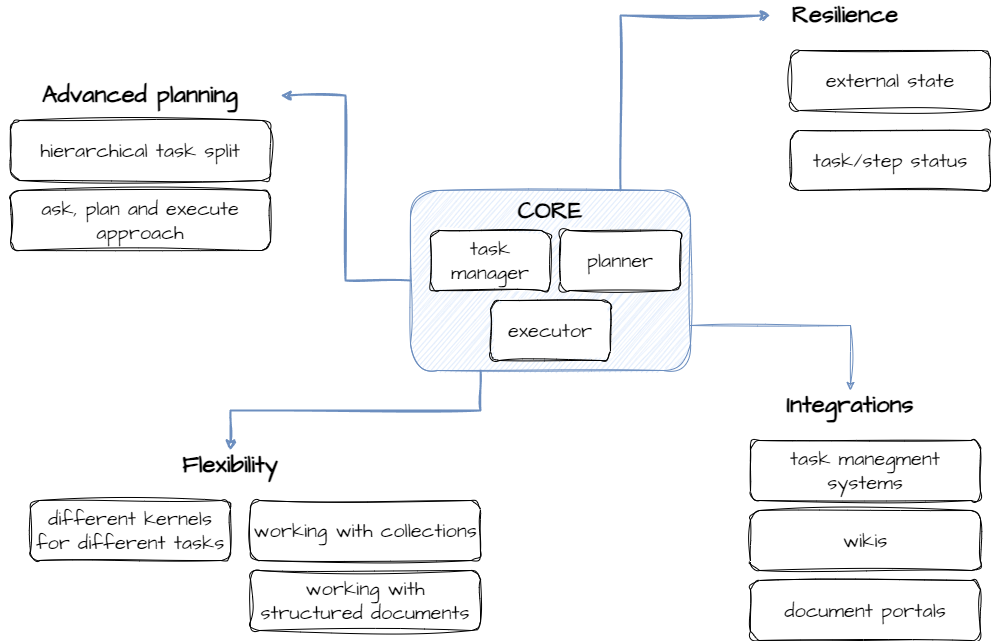 Resilience
external state
task/step status
Advanced planning
hierarchical task split
ask, plan and execute
approach
CORE
task
manager
planner
executor
Integrations
task manegment
systems
wikis
document portals
Flexibility
different kernels
for different tasks
working with collections
working with
structured documents